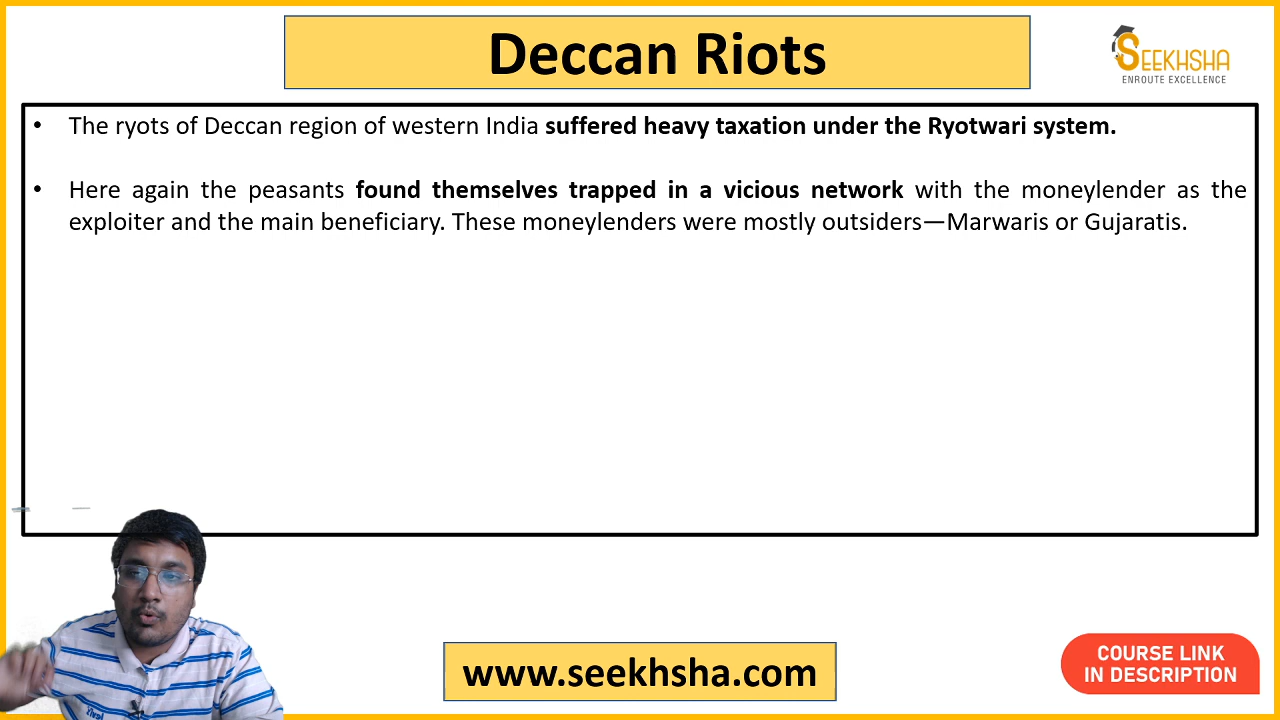 Deccan Riots
SEEKHSHA
ENROUTE EXCELLENCE
• The ryots of Deccan region of western India suffered heavy taxation under the Ryotwari system.
• Here again the peasants found themselves trapped in a vicious network with the moneylender as the
exploiter and the main beneficiary. These moneylenders were mostly outsiders—Marwaris or Gujaratis.
www.seekhsha.com
COURSE LINK
IN DESCRIPTION